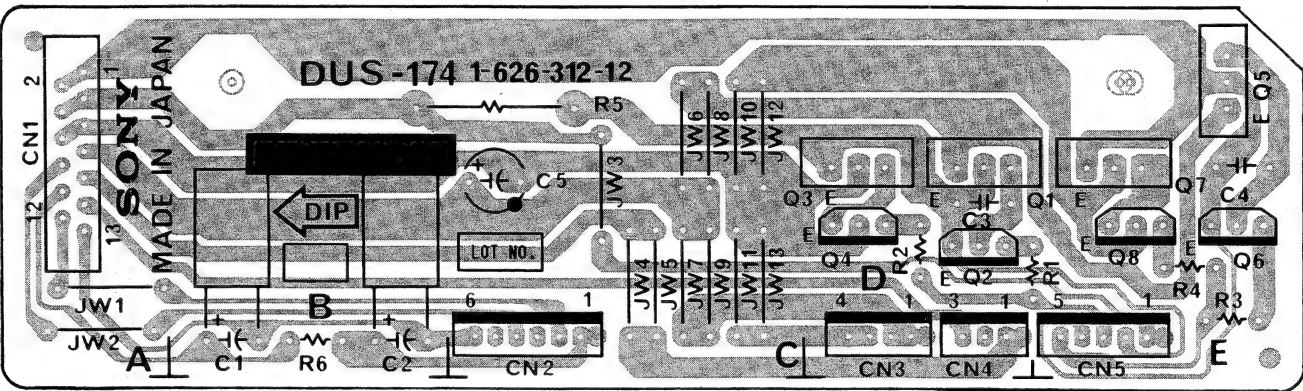 DUS-174 1-626-312-12
CN1
2
1
12
13
SONY
MADE IN JAPAN
R5
JW6
JW8
JW10
JW12
JW3
C5
DIP
LOT NO.
JW4
JW5
JW7
JW9
JW11
JW13
Q3 E
C3
E
Q1
E
Q7
C4
E Q5
E
Q4
R2
D
E
Q2
R1
E
Q8
E
R4
Q6
R3
JW1
JW2
A
B
+
C1
R6
+
C2
+
6
1
CN2
C
4
1
CN3
3
1
CN4
5
1
CN5
E